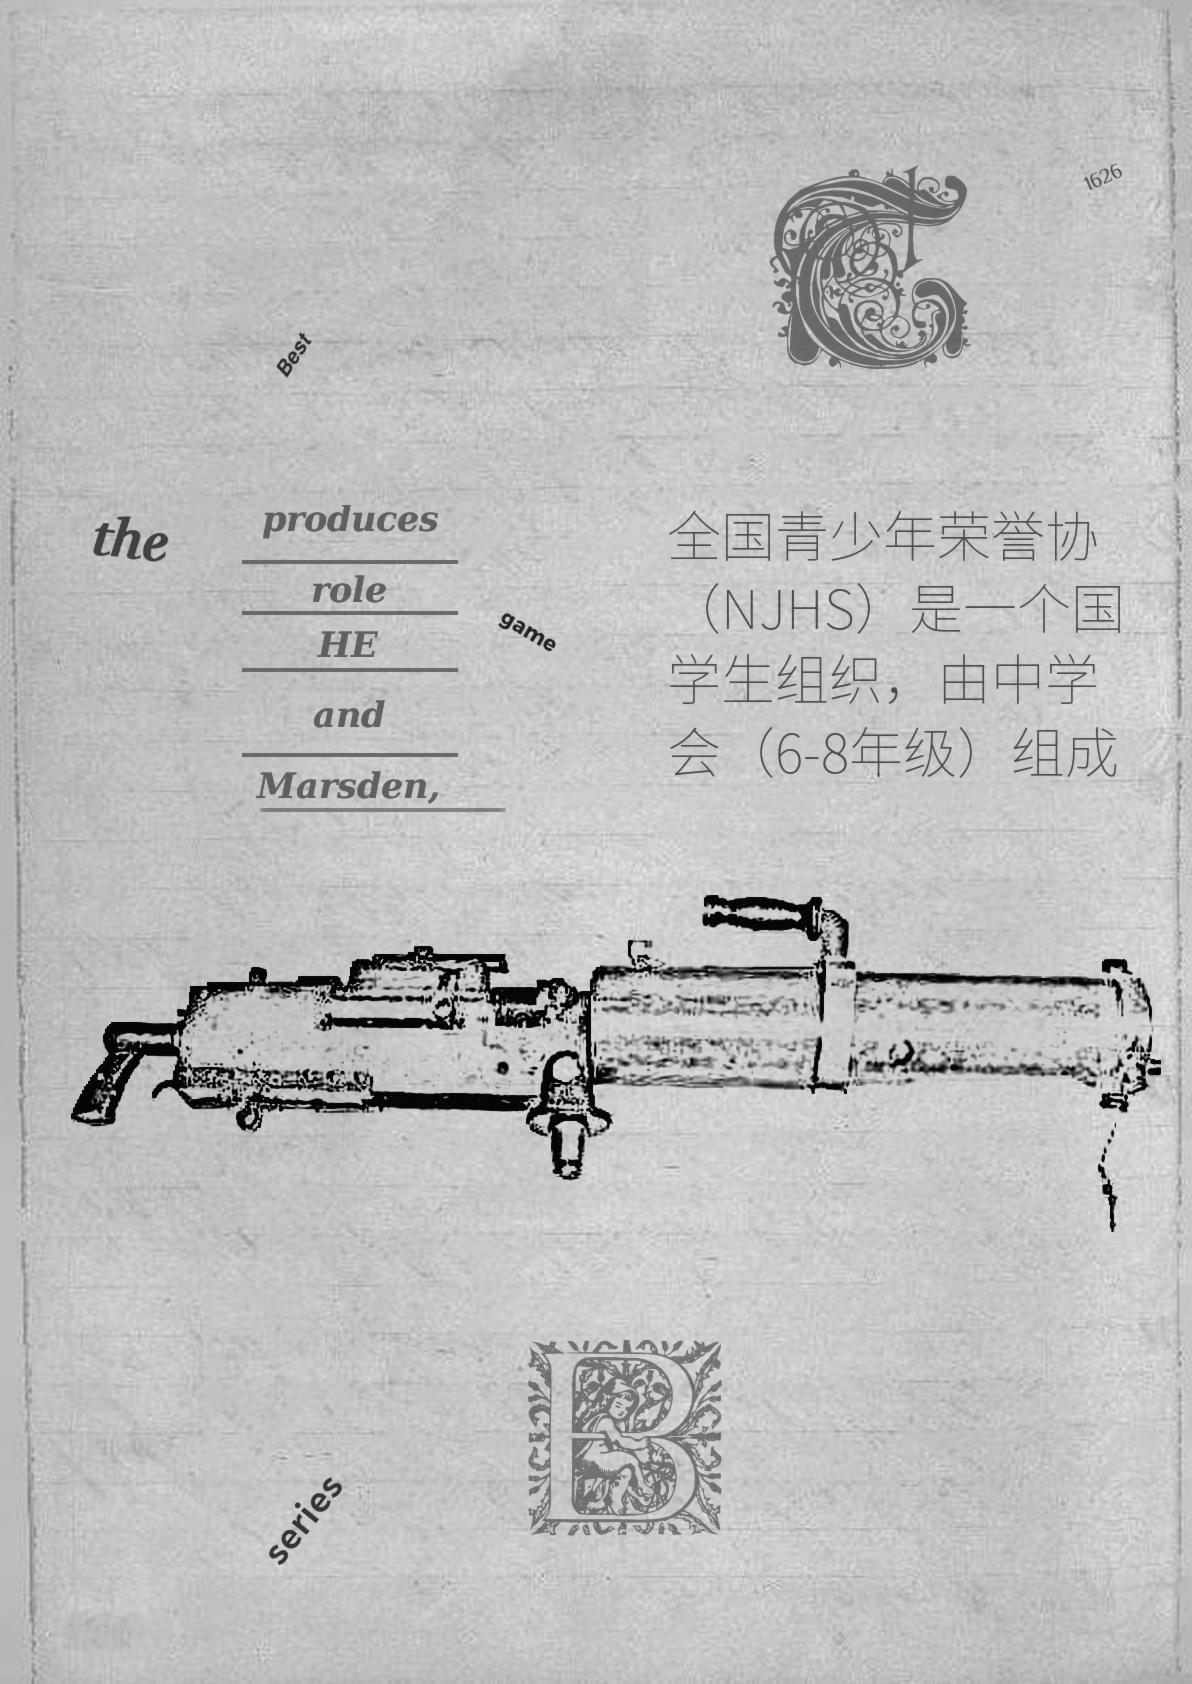 1626
Best
the
produces
role
HE
and
Marsden,
game
全国青少年荣誉协
（NJHS）是一个国
学生组织，由中学
会（6-8年级）组成
B
series